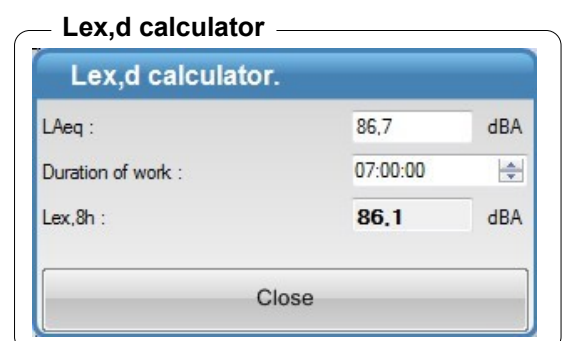 Lex,d calculator
Lex,d calculator.
LAeq : 86,7 dBA
Duration of work : 07:00:00
Lex,8h : 86,1 dBA
Close